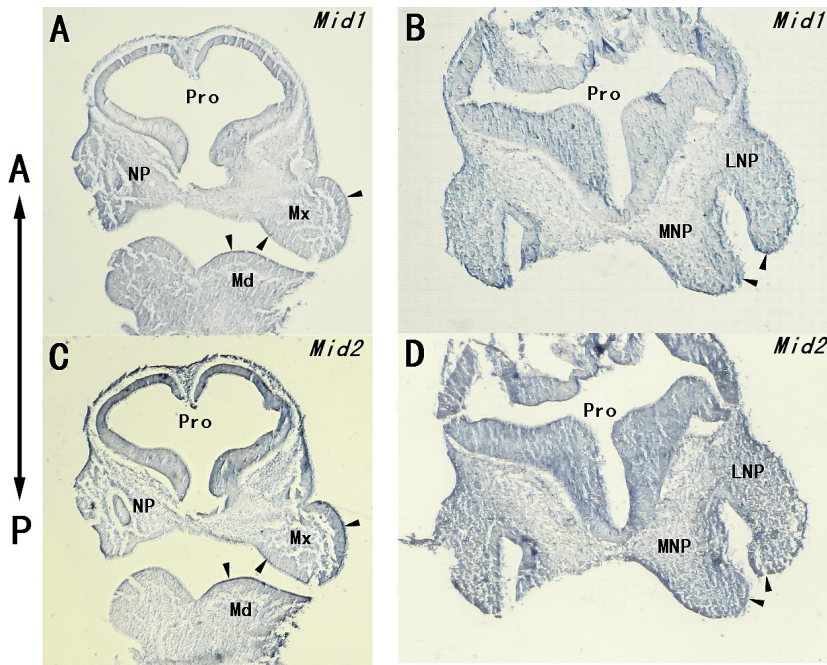 A Mid1
Pro
NP
Mx
Md
B Mid1
Pro
LNP
MNP
A
P
C Mid2
Pro
NP
Mx
Md
D Mid2
Pro
LNP
MNP